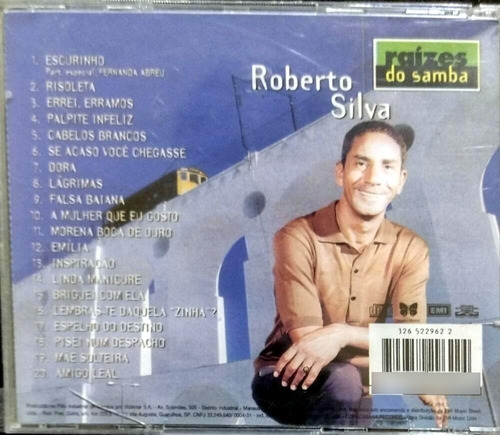 1. ESCURINHO
Part. especial: FERNANDA ABREU
2. RISOLETA
3. ERREI, ERRAMOS
4. PALPITE INFELIZ
5. CABELOS BRANCOS
6. SE ACASO VOCÊ CHEGASSE
7. DORA
8. LÁGRIMAS
9. FALSA BAIANA
10. A MULHER QUE EU GOSTO
11. MORENA BOCA DE OURO
12. EMÍLIA
13. INSPIRAÇÃO
14. LINDA MANICURE
15. BRIGUEI COM ELA
16. LEMBRAS-TE DAQUELA "ZINHA"?
17. ESPELHO DO DESTINO
18. PISEI NUM DESPACHO
19. MÃE SOLTEIRA
20. AMIGO LEAL
raízes
do samba
Roberto
Silva
EMI
326 522962 2